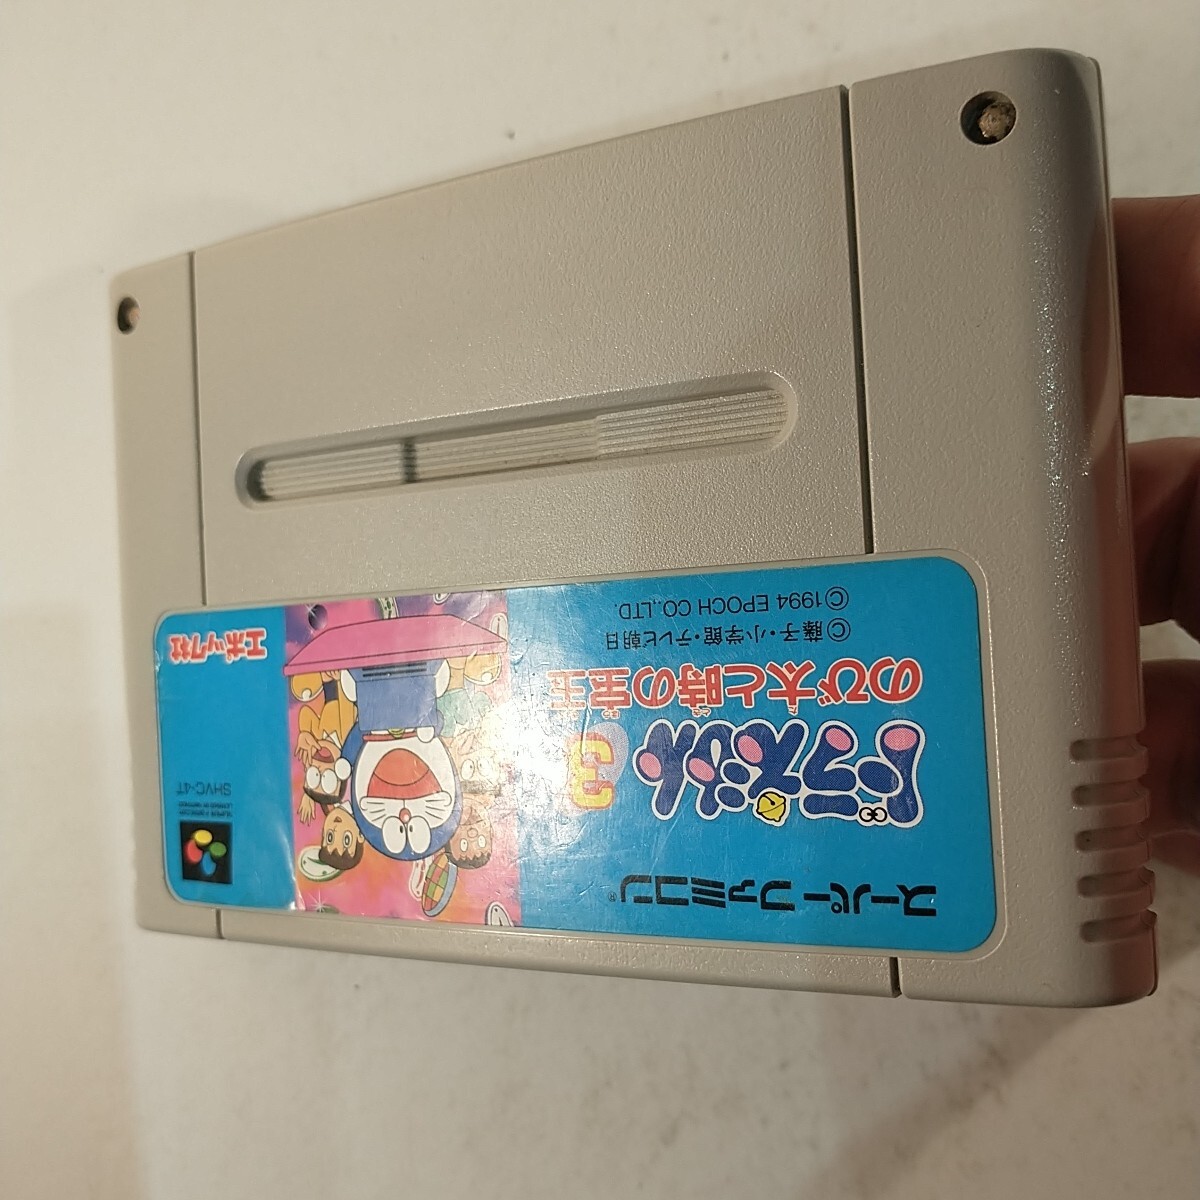 スーパーファミコン®
ドラえもん3
のび太と時の宝玉
©藤子・小学館・テレビ朝日
©1994 EPOCH CO.,LTD.
SHVC-4T
エポック社